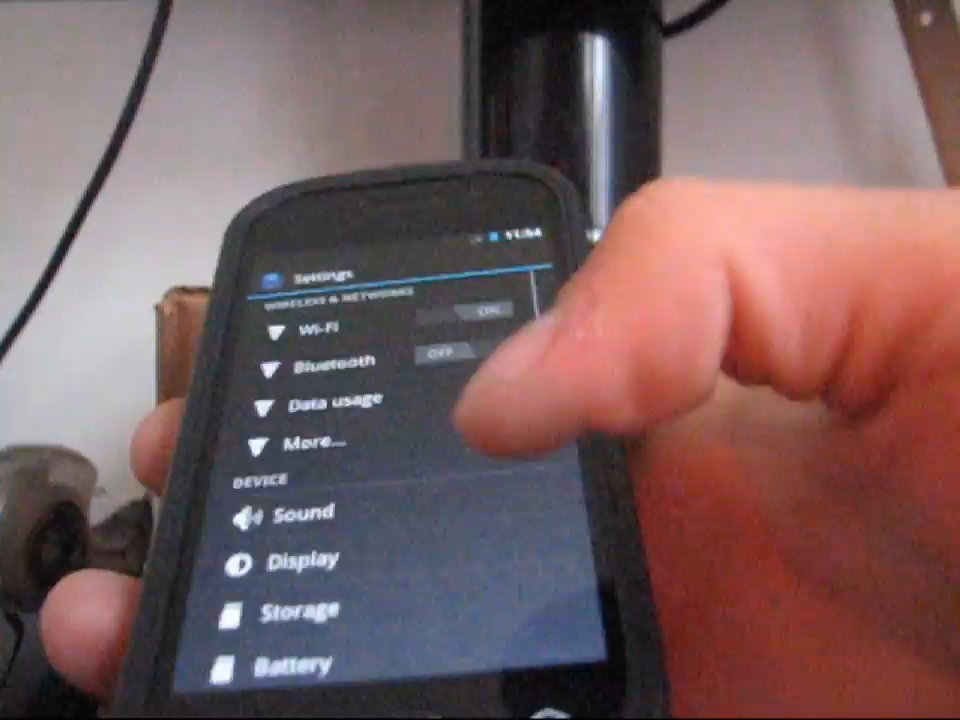 11:54
Settings
WIRELESS & NETWORKS
Wi-Fi ON
Bluetooth OFF
Data usage
More...
DEVICE
Sound
Display
Storage
Battery